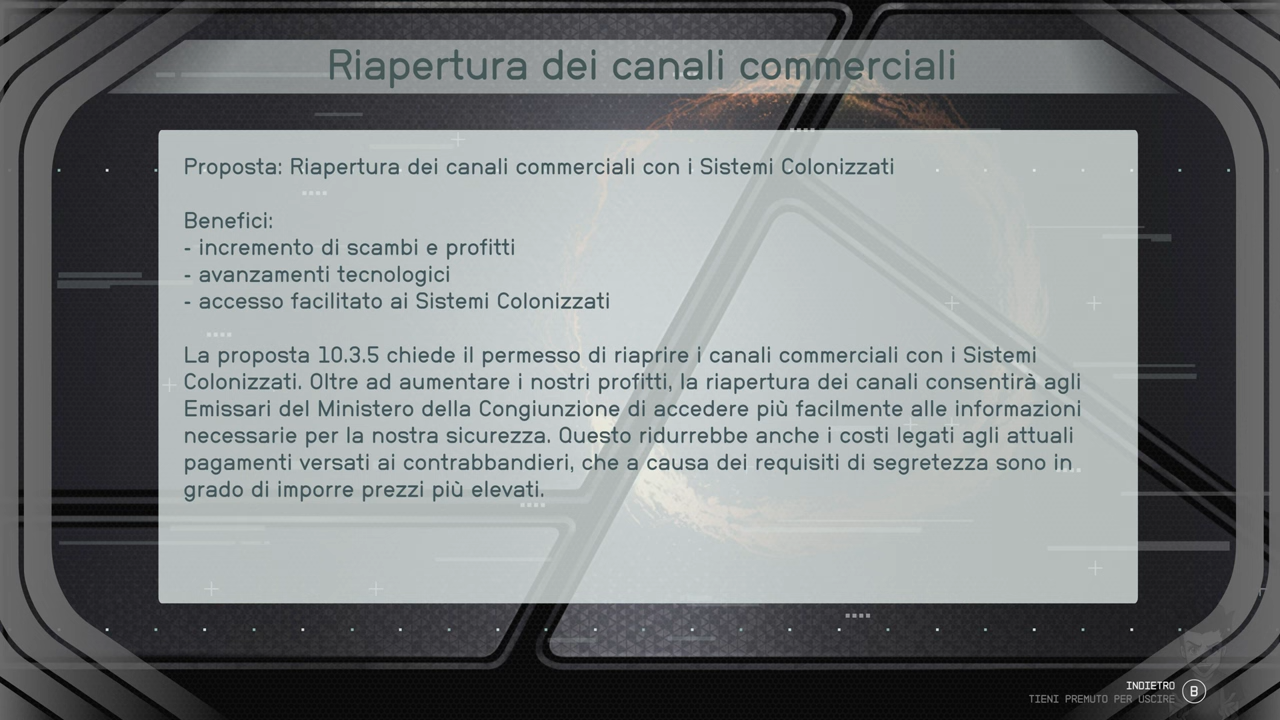 Riapertura dei canali commerciali
Proposta: Riapertura dei canali commerciali con i Sistemi Colonizzati
Benefici:
- incremento di scambi e profitti
- avanzamenti tecnologici
- accesso facilitato ai Sistemi Colonizzati
La proposta 10.3.5 chiede il permesso di riaprire i canali commerciali con i Sistemi
Colonizzati. Oltre ad aumentare i nostri profitti, la riapertura dei canali consentirà agli
Emissari del Ministero della Congiunzione di accedere più facilmente alle informazioni
necessarie per la nostra sicurezza. Questo ridurrebbe anche i costi legati agli attuali
pagamenti versati ai contrabbandieri, che a causa dei requisiti di segretezza sono in
grado di imporre prezzi più elevati.
INDIETRO B
TIENI PREMUTO PER USCIRE